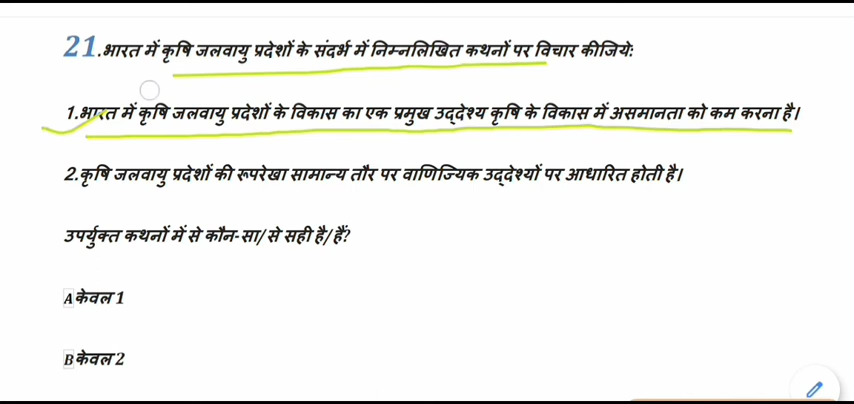 21.भारत में कृषि जलवायु प्रदेशों के संदर्भ में निम्नलिखित कथनों पर विचार कीजिये:
1.भारत में कृषि जलवायु प्रदेशों के विकास का एक प्रमुख उद्देश्य कृषि के विकास में असमानता को कम करना है।
2.कृषि जलवायु प्रदेशों की रूपरेखा सामान्य तौर पर वाणिज्यिक उद्देश्यों पर आधारित होती है।
उपर्युक्त कथनों में से कौन-सा/से सही है/हैं?
A केवल 1
B केवल 2